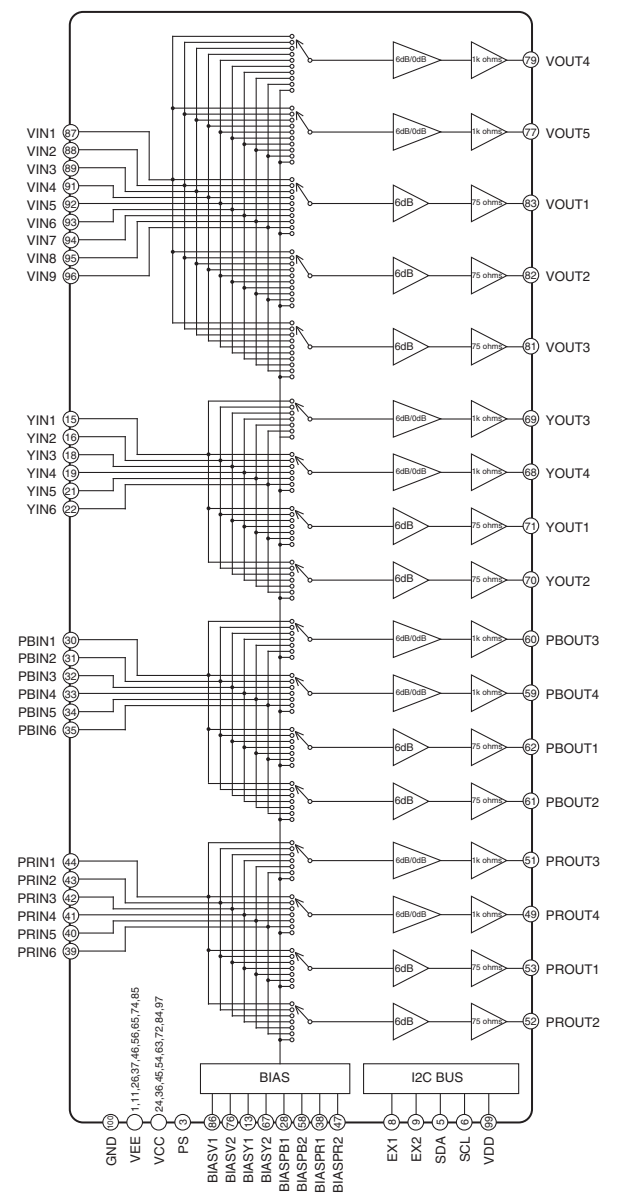 6dB/0dB 1k ohms 79 VOUT4
6dB/0dB 1k ohms 77 VOUT5
VIN1 87
VIN2 88
VIN3 89
VIN4 91
VIN5 92
VIN6 93
VIN7 94
VIN8 95
VIN9 96
6dB 75 ohms 83 VOUT1
6dB 75 ohms 82 VOUT2
6dB 75 ohms 81 VOUT3
YIN1 15
YIN2 16
YIN3 18
YIN4 19
YIN5 21
YIN6 22
6dB/0dB 1k ohms 69 YOUT3
6dB/0dB 1k ohms 68 YOUT4
6dB 75 ohms 71 YOUT1
6dB 75 ohms 70 YOUT2
PBIN1 30
PBIN2 31
PBIN3 32
PBIN4 33
PBIN5 34
PBIN6 35
6dB/0dB 1k ohms 60 PBOUT3
6dB/0dB 1k ohms 59 PBOUT4
6dB 75 ohms 62 PBOUT1
6dB 75 ohms 61 PBOUT2
PRIN1 44
PRIN2 43
PRIN3 42
PRIN4 41
PRIN5 40
PRIN6 39
6dB/0dB 1k ohms 51 PROUT3
6dB/0dB 1k ohms 49 PROUT4
6dB 75 ohms 53 PROUT1
6dB 75 ohms 52 PROUT2
BIAS
I2C BUS
100 GND
1,11,26,37,46,56,65,74,85 VEE
24,36,45,54,63,72,84,97 VCC
3 PS
86 BIASV1
76 BIASV2
13 BIASY1
67 BIASY2
28 BIASPB1
58 BIASPB2
38 BIASPR1
47 BIASPR2
8 EX1
9 EX2
5 SDA
6 SCL
99 VDD